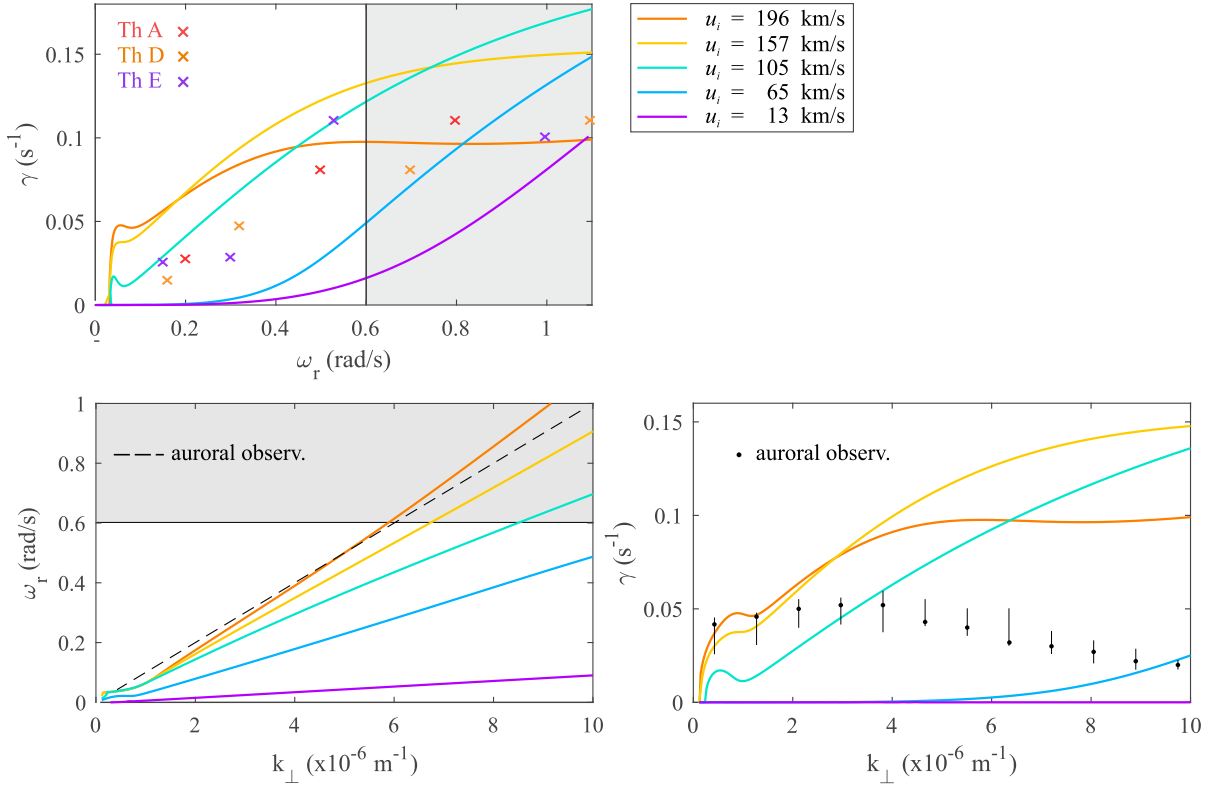 0.15
0.1
0.05
0
γ (s⁻¹)
Th A ×
Th D ×
Th E ×
0 0.2 0.4 0.6 0.8 1
-
ω_r (rad/s)
u_i = 196 km/s
u_i = 157 km/s
u_i = 105 km/s
u_i = 65 km/s
u_i = 13 km/s
1
0.8
0.6
0.4
0.2
0
ω_r (rad/s)
auroral observ.
0 2 4 6 8 10
k_⊥ (x10⁻⁶ m⁻¹)
0.15
0.1
0.05
0
γ (s⁻¹)
auroral observ.
0 2 4 6 8 10
k_⊥ (x10⁻⁶ m⁻¹)